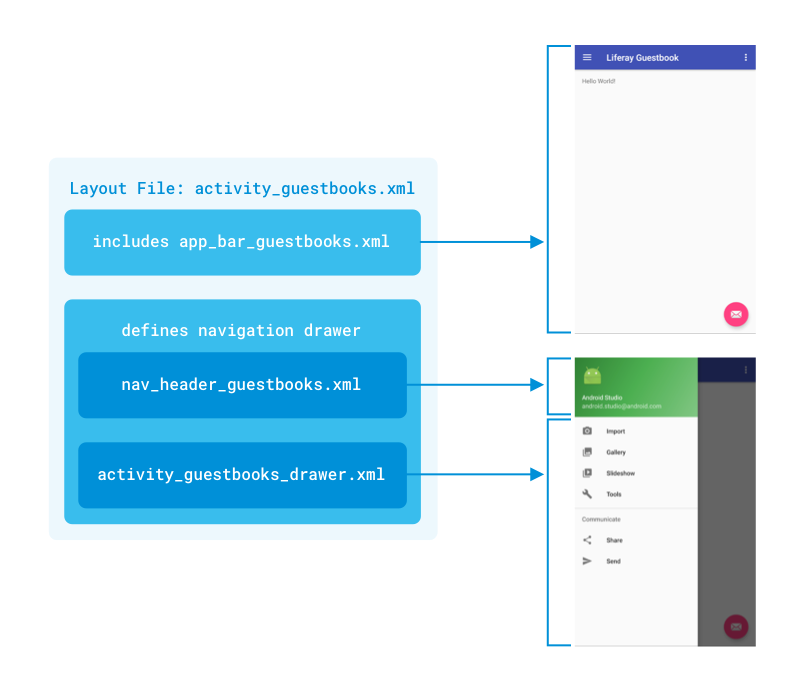 Layout File: activity_guestbooks.xml
includes app_bar_guestbooks.xml
defines navigation drawer
nav_header_guestbooks.xml
activity_guestbooks_drawer.xml
Liferay Guestbook
Hello World!
Android Studio
android.studio@android.com
Import
Gallery
Slideshow
Tools
Communicate
Share
Send